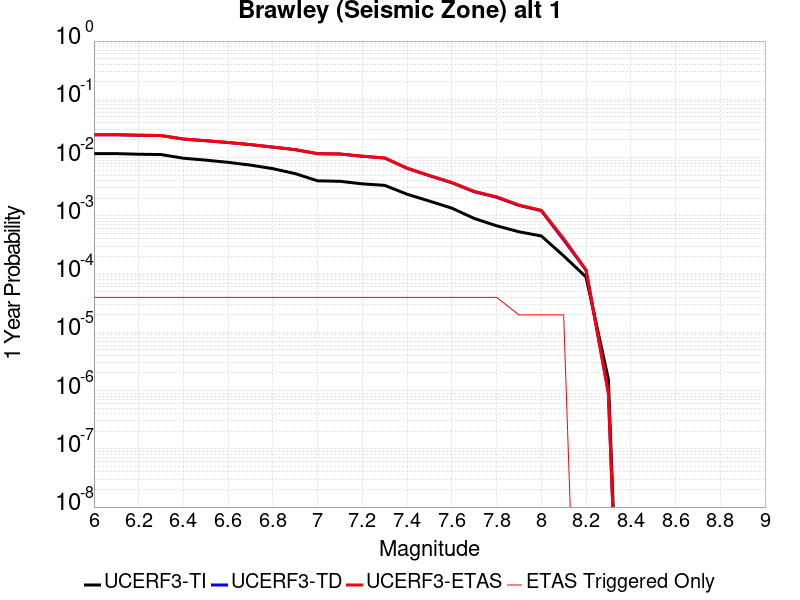 Brawley (Seismic Zone) alt 1
10^0
10^-1
10^-2
10^-3
10^-4
10^-5
10^-6
10^-7
10^-8
1 Year Probability
6 6.2 6.4 6.6 6.8 7 7.2 7.4 7.6 7.8 8 8.2 8.4 8.6 8.8 9
Magnitude
UCERF3-TI UCERF3-TD UCERF3-ETAS ETAS Triggered Only